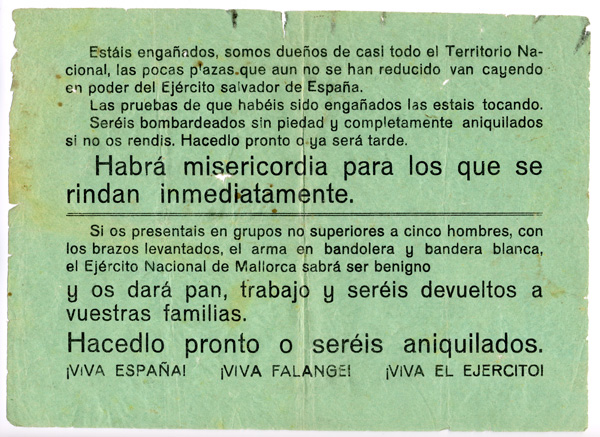 Estáis engañados, somos dueños de casi todo el Territorio Na-
cional, las pocas plazas que aun no se han reducido van cayendo
en poder del Ejército salvador de España.
Las pruebas de que habéis sido engañados las estais tocando.
Seréis bombardeados sin piedad y completamente aniquilados
si no os rendis. Hacedlo pronto o ya será tarde.
Habrá misericordia para los que se
rindan inmediatamente.
Si os presentais en grupos no superiores a cinco hombres, con
los brazos levantados, el arma en bandolera y bandera blanca,
el Ejército Nacional de Mallorca sabrá ser benigno
y os dará pan, trabajo y seréis devueltos a
vuestras familias.
Hacedlo pronto o seréis aniquilados.
¡VIVA ESPAÑA! ¡VIVA FALANGE! ¡VIVA EL EJERCITO!